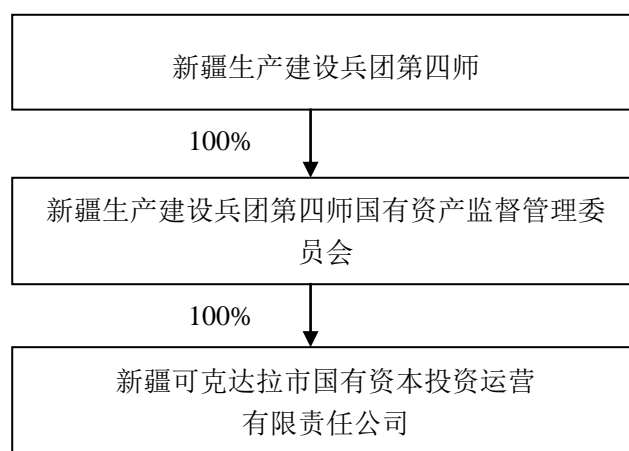 新疆生产建设兵团第四师
100%
新疆生产建设兵团第四师国有资产监督管理委
员会
100%
新疆可克达拉市国有资本投资运营
有限责任公司